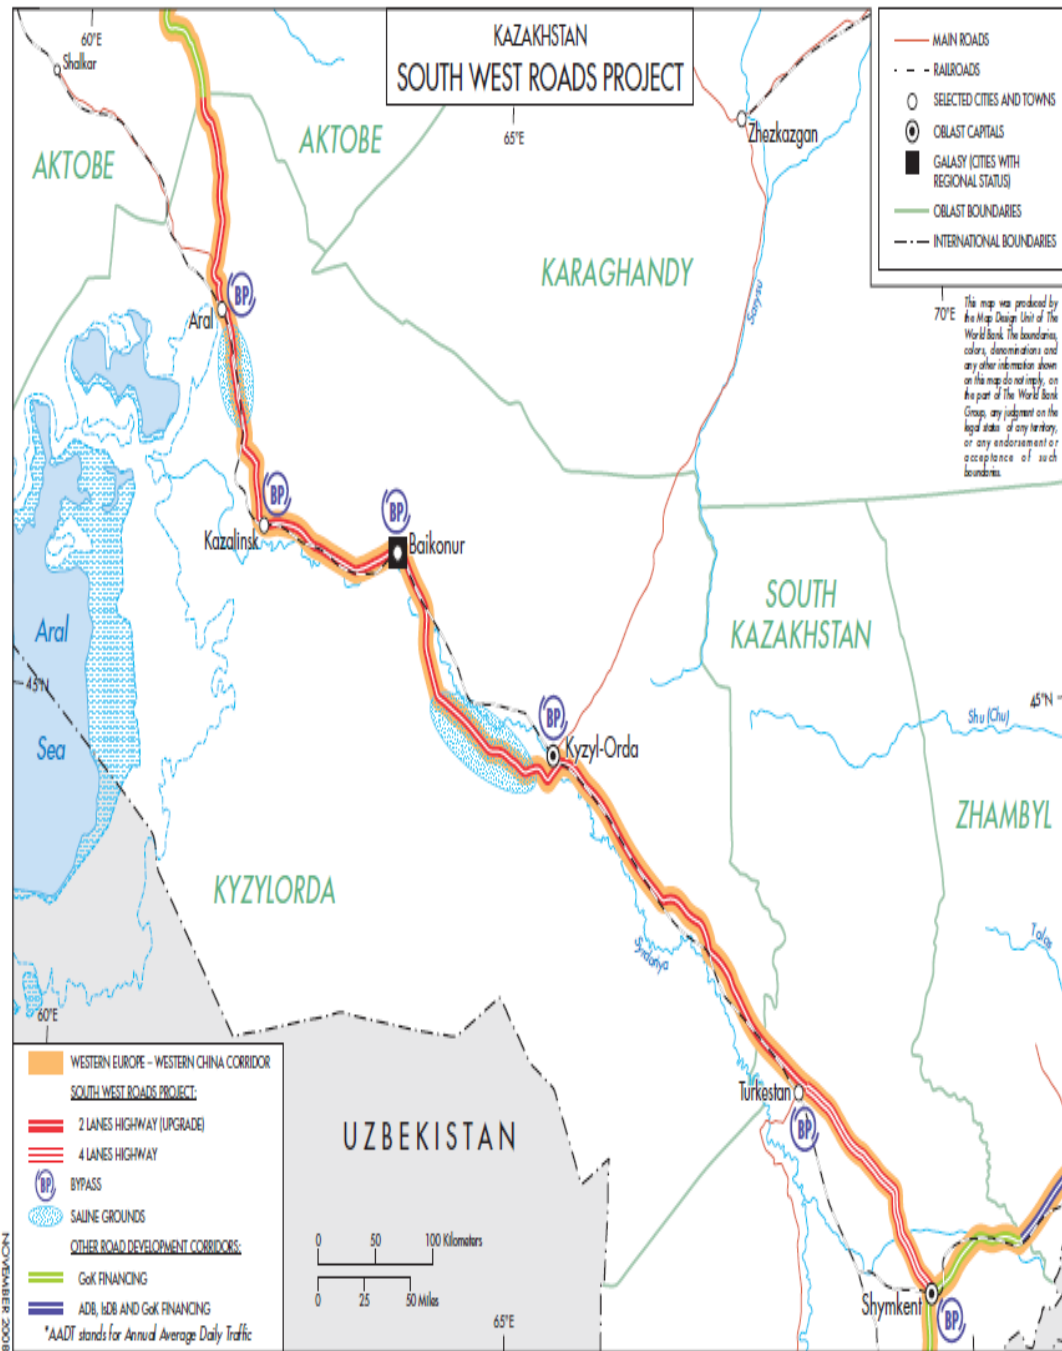 KAZAKHSTAN
SOUTH WEST ROADS PROJECT
MAIN ROADS
RAILROADS
SELECTED CITIES AND TOWNS
OBLAST CAPITALS
GALASY (CITIES WITH
REGIONAL STATUS)
OBLAST BOUNDARIES
INTERNATIONAL BOUNDARIES
This map was produced by
the Map Design Unit of The
World Bank. The boundaries,
colors, denominations and
any other information shown
on this map do not imply, on
the part of The World Bank
Group, any judgment on the
legal status of any territory,
or any endorsement or
acceptance of such
boundaries.
60°E
Shalkar
65°E
Zhezkazgan
AKTOBE
AKTOBE
KARAGHANDY
Sarysu
70°E
BP
Aral
BP
Kazalinsk
BP
Baikonur
SOUTH
KAZAKHSTAN
Aral
Sea
45°N
45°N
BP
Kyzyl-Orda
Shu (Chu)
ZHAMBYL
KYZYLORDA
Syrdariya
Talas
60°E
Turkestan
BP
UZBEKISTAN
Shymkent
BP
65°E
0 50 100 Kilometers
0 25 50 Miles
WESTERN EUROPE – WESTERN CHINA CORRIDOR
SOUTH WEST ROADS PROJECT:
2 LANES HIGHWAY (UPGRADE)
4 LANES HIGHWAY
BP BYPASS
SALINE GROUNDS
OTHER ROAD DEVELOPMENT CORRIDORS:
GoK FINANCING
ADB, IsDB AND GoK FINANCING
*AADT stands for Annual Average Daily Traffic
NOVEMBER 2008